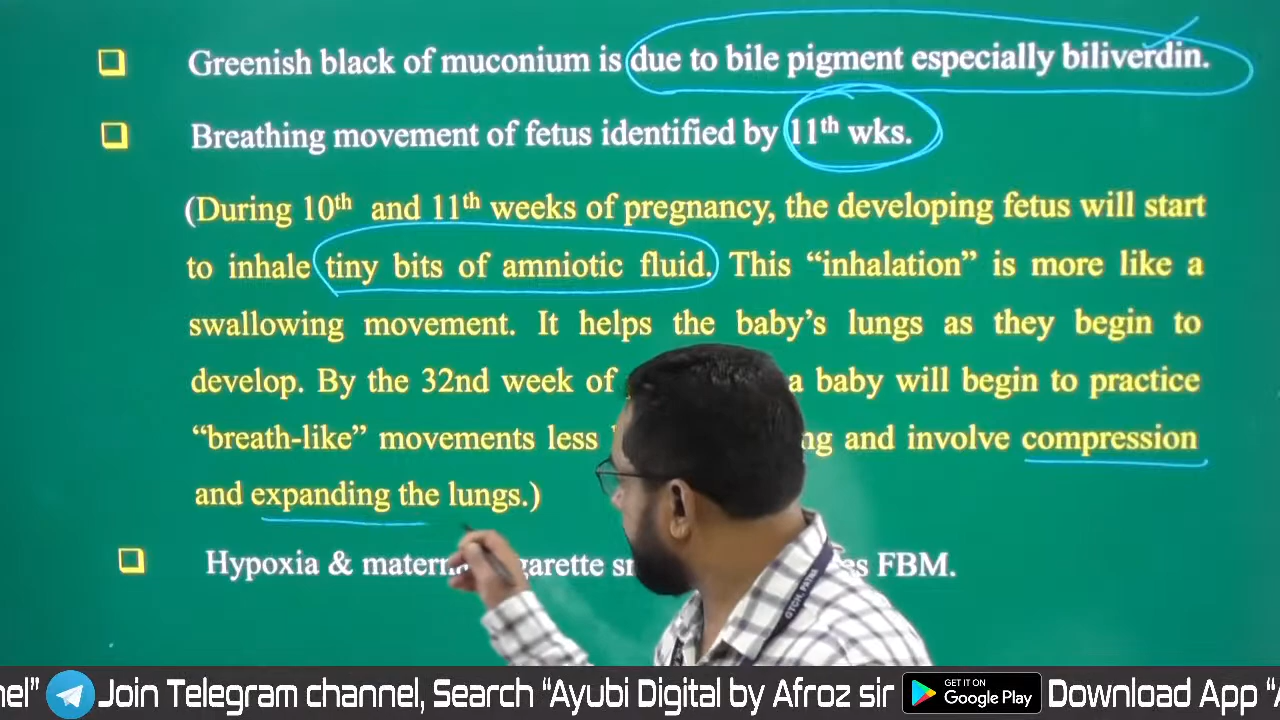 Greenish black of muconium is due to bile pigment especially biliverdin.
Breathing movement of fetus identified by 11th wks.
(During 10th and 11th weeks of pregnancy, the developing fetus will start
to inhale tiny bits of amniotic fluid. This “inhalation” is more like a
swallowing movement. It helps the baby’s lungs as they begin to
develop. By the 32nd week of a baby will begin to practice
“breath-like” movements less and involve compression
and expanding the lungs.)
Hypoxia & FBM.
GTCH, PATNA
Join Telegram channel, Search “Ayubi Digital by Afroz sir GET IT ON Google Play Download App “